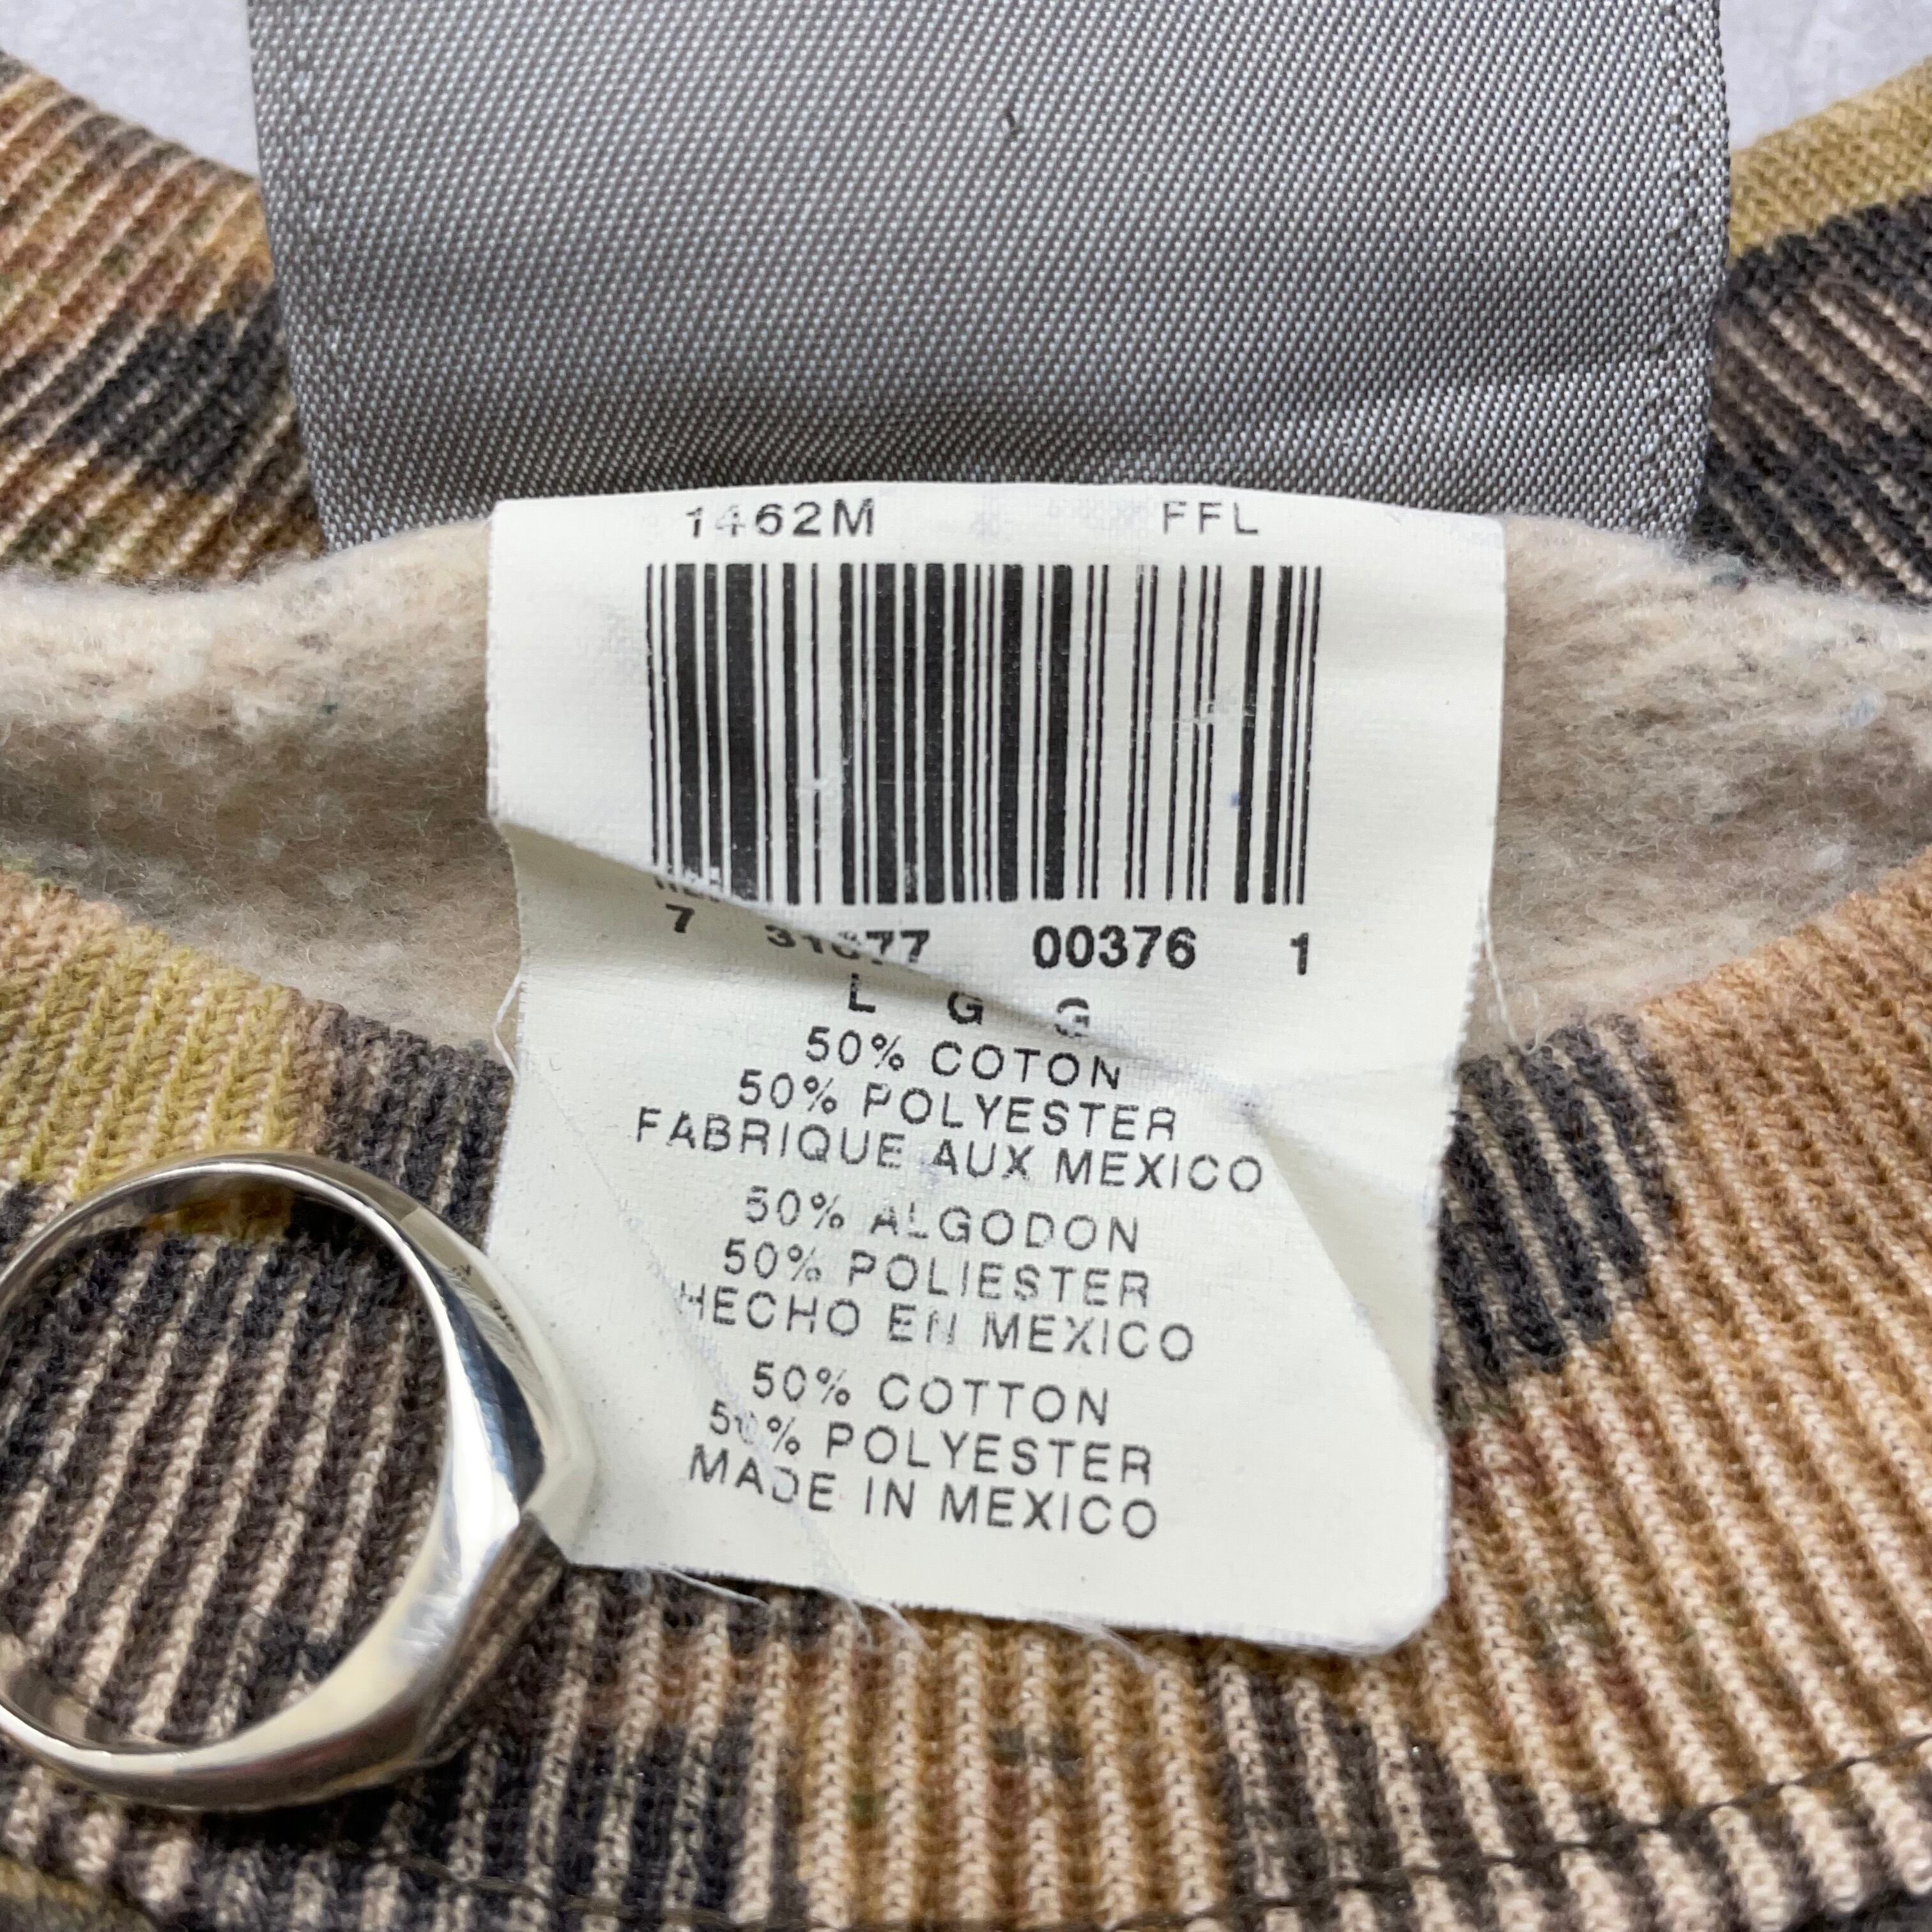 1462M FFL
7 31677 00376 1
L G G
50% COTON
50% POLYESTER
FABRIQUE AUX MEXICO
50% ALGODON
50% POLIESTER
HECHO EN MEXICO
50% COTTON
50% POLYESTER
MADE IN MEXICO